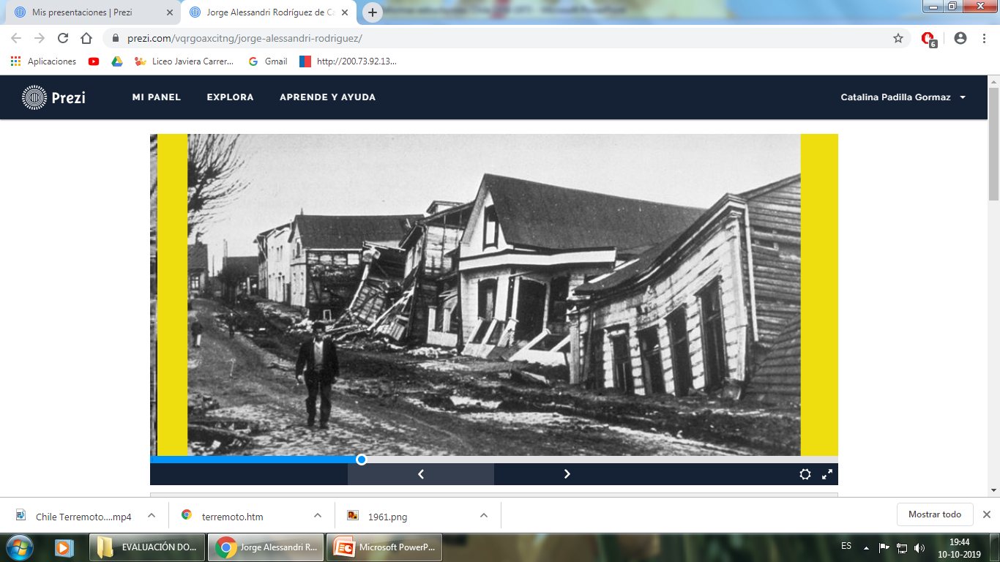 Mis presentaciones | Prezi
Jorge Alessandri Rodríguez de Ca
prezi.com/vqrgoaxcitng/jorge-alessandri-rodriguez/
6
Aplicaciones
Liceo Javiera Carrer...
Gmail
http://200.73.92.13...
Prezi
MI PANEL
EXPLORA
APRENDE Y AYUDA
Catalina Padilla Gormaz
Chile Terremoto....mp4
terremoto.htm
1961.png
Mostrar todo
EVALUACIÓN DO...
Jorge Alessandri R...
Microsoft PowerP...
ES
19:44
10-10-2019